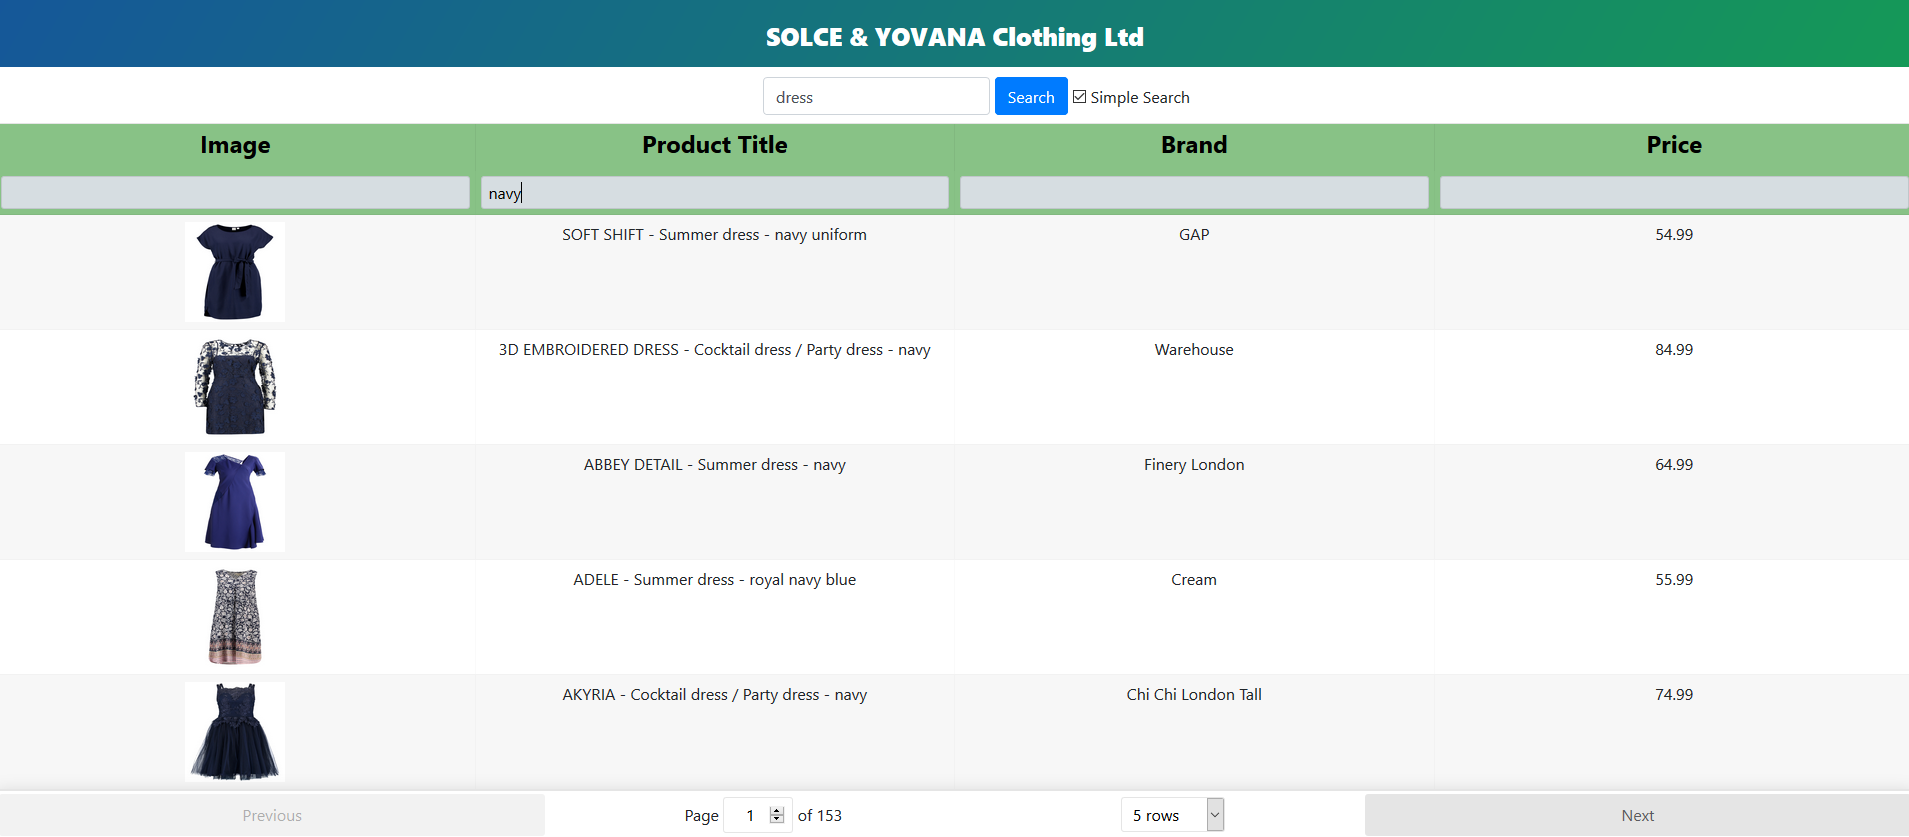 SOLCE & YOVANA Clothing Ltd
dress Search Simple Search
Image Product Title Brand Price
navy
SOFT SHIFT - Summer dress - navy uniform GAP 54.99
3D EMBROIDERED DRESS - Cocktail dress / Party dress - navy Warehouse 84.99
ABBEY DETAIL - Summer dress - navy Finery London 64.99
ADELE - Summer dress - royal navy blue Cream 55.99
AKYRIA - Cocktail dress / Party dress - navy Chi Chi London Tall 74.99
Previous Page 1 of 153 5 rows Next